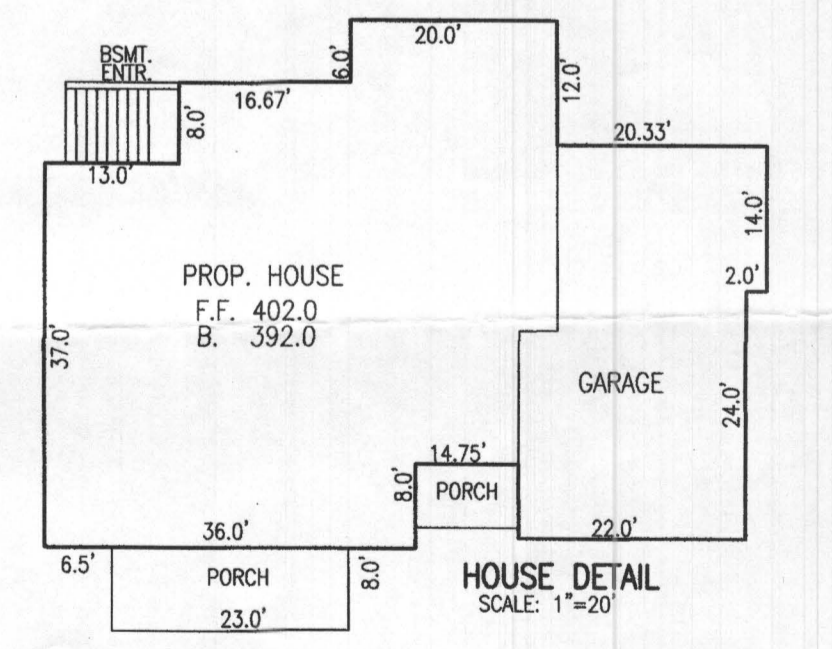 20.0'
6.0'
BSMT.
ENTR.
16.67'
8.0'
12.0'
20.33'
13.0'
14.0'
2.0'
PROP. HOUSE
F.F. 402.0
B. 392.0
37.0'
GARAGE
24.0'
14.75'
8.0'
PORCH
36.0'
22.0'
6.5'
PORCH
8.0'
23.0'
HOUSE DETAIL
SCALE: 1"=20'